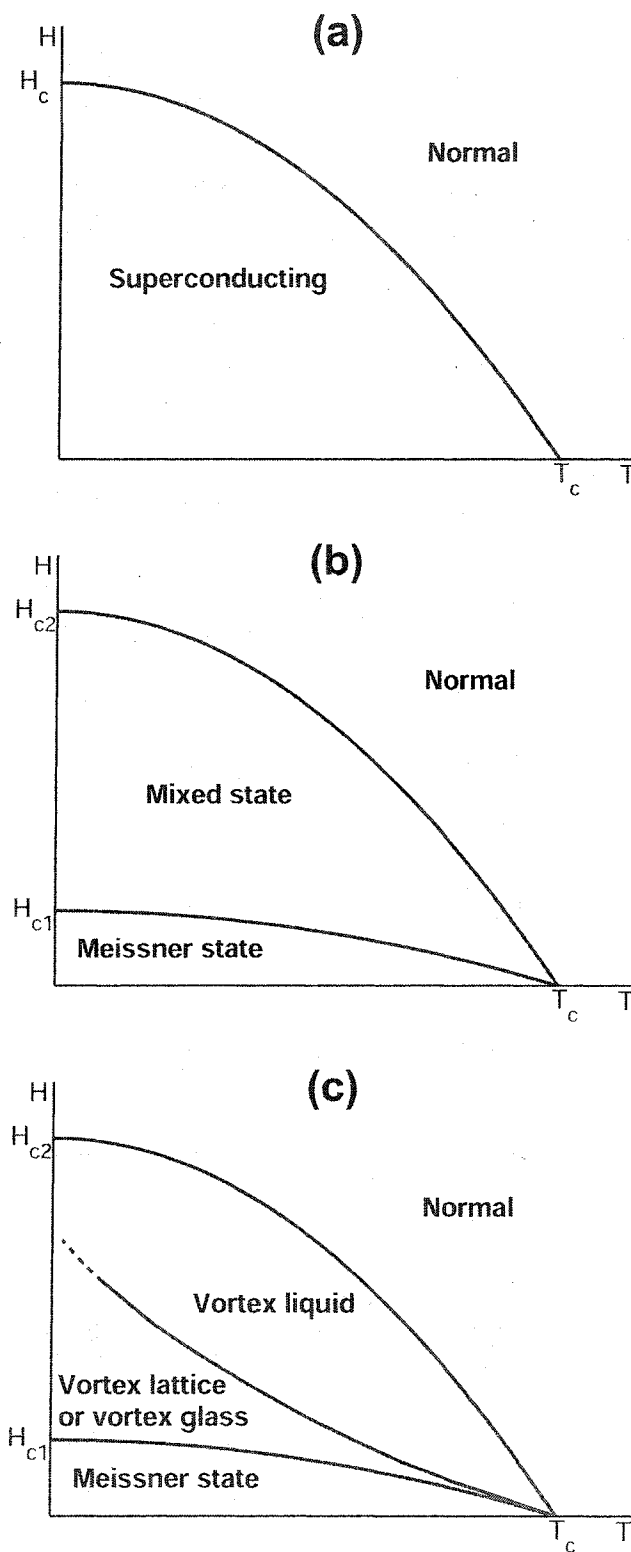 (a)
H
H_c
Normal
Superconducting
T_c T
(b)
H
H_c2
Normal
Mixed state
H_c1
Meissner state
T_c T
(c)
H
H_c2
Normal
Vortex liquid
Vortex lattice
or vortex glass
H_c1
Meissner state
T_c T